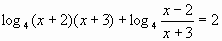 log₄(x+2)(x+3)+log₄ (x−2)/(x+3) = 2